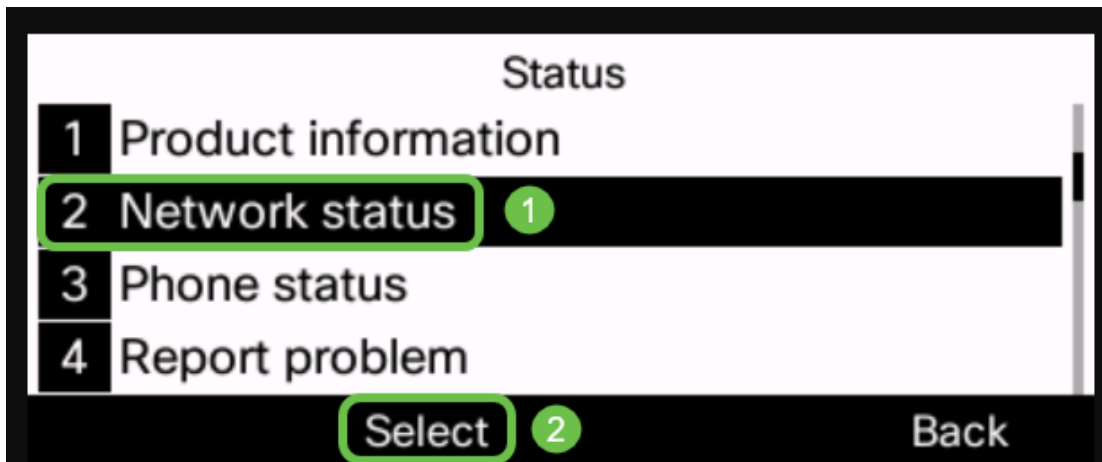 Status
1 Product information
2 Network status 1
3 Phone status
4 Report problem
Select 2 Back